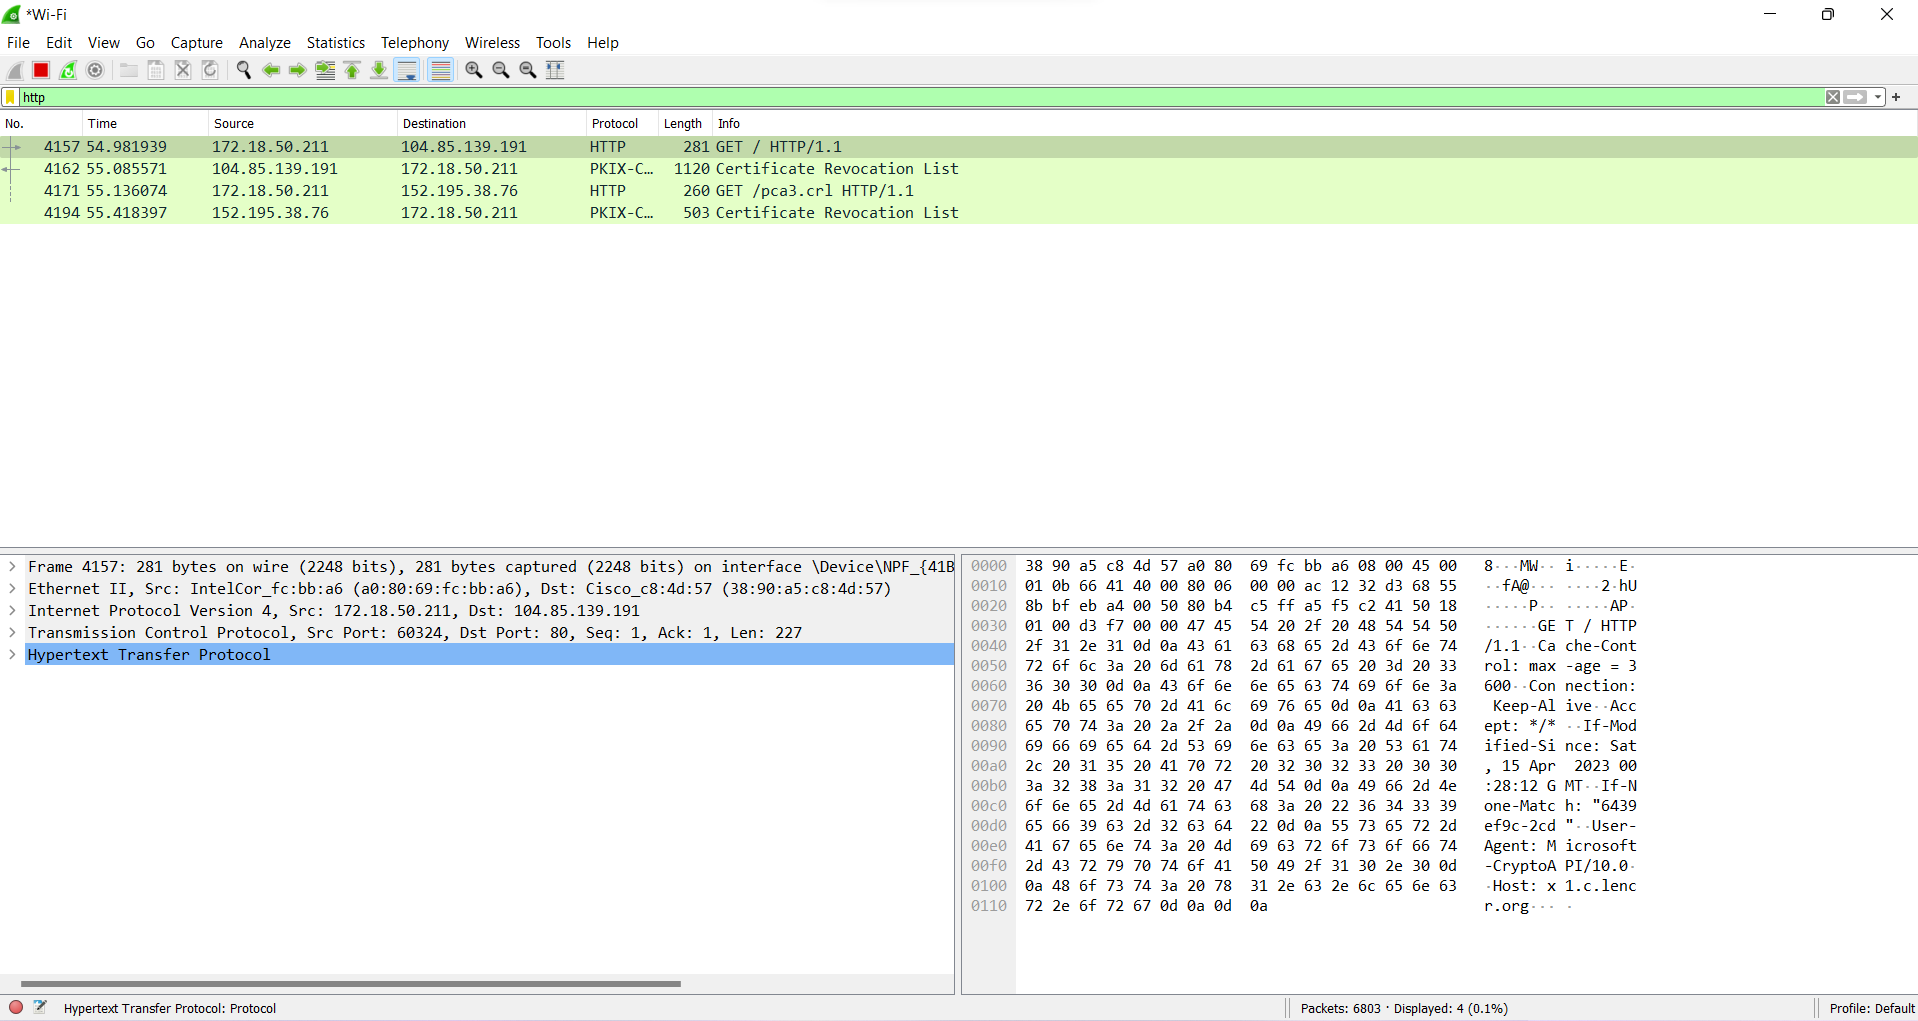 *Wi-Fi
File Edit View Go Capture Analyze Statistics Telephony Wireless Tools Help
http
No. Time Source Destination Protocol Length Info
4157 54.981939 172.18.50.211 104.85.139.191 HTTP 281 GET / HTTP/1.1
4162 55.085571 104.85.139.191 172.18.50.211 PKIX-C… 1120 Certificate Revocation List
4171 55.136074 172.18.50.211 152.195.38.76 HTTP 260 GET /pca3.crl HTTP/1.1
4194 55.418397 152.195.38.76 172.18.50.211 PKIX-C… 503 Certificate Revocation List
Frame 4157: 281 bytes on wire (2248 bits), 281 bytes captured (2248 bits) on interface \Device\NPF_{41B
Ethernet II, Src: IntelCor_fc:bb:a6 (a0:80:69:fc:bb:a6), Dst: Cisco_c8:4d:57 (38:90:a5:c8:4d:57)
Internet Protocol Version 4, Src: 172.18.50.211, Dst: 104.85.139.191
Transmission Control Protocol, Src Port: 60324, Dst Port: 80, Seq: 1, Ack: 1, Len: 227
Hypertext Transfer Protocol
0000 38 90 a5 c8 4d 57 a0 80 69 fc bb a6 08 00 45 00 8···MW·· i·····E·
0010 01 0b 66 41 40 00 80 06 00 00 ac 12 32 d3 68 55 ··fA@··· ····2·hU
0020 8b bf eb a4 00 50 80 b4 c5 ff a5 f5 c2 41 50 18 ·····P·· ·····AP·
0030 01 00 d3 f7 00 00 47 45 54 20 2f 20 48 54 54 50 ······GE T / HTTP
0040 2f 31 2e 31 0d 0a 43 61 63 68 65 2d 43 6f 6e 74 /1.1··Ca che-Cont
0050 72 6f 6c 3a 20 6d 61 78 2d 61 67 65 20 3d 20 33 rol: max -age = 3
0060 36 30 30 0d 0a 43 6f 6e 6e 65 63 74 69 6f 6e 3a 600··Con nection:
0070 20 4b 65 65 70 2d 41 6c 69 76 65 0d 0a 41 63 63 Keep-Al ive··Acc
0080 65 70 74 3a 20 2a 2f 2a 0d 0a 49 66 2d 4d 6f 64 ept: */* ··If-Mod
0090 69 66 69 65 64 2d 53 69 6e 63 65 3a 20 53 61 74 ified-Si nce: Sat
00a0 2c 20 31 35 20 41 70 72 20 32 30 32 33 20 30 30 , 15 Apr 2023 00
00b0 3a 32 38 3a 31 32 20 47 4d 54 0d 0a 49 66 2d 4e :28:12 G MT··If-N
00c0 6f 6e 65 2d 4d 61 74 63 68 3a 20 22 36 34 33 39 one-Matc h: "6439
00d0 65 66 39 63 2d 32 63 64 22 0d 0a 55 73 65 72 2d ef9c-2cd "··User-
00e0 41 67 65 6e 74 3a 20 4d 69 63 72 6f 73 6f 66 74 Agent: M icrosoft
00f0 2d 43 72 79 70 74 6f 41 50 49 2f 31 30 2e 30 0d -CryptoA PI/10.0·
0100 0a 48 6f 73 74 3a 20 78 31 2e 63 2e 6c 65 6e 63 ·Host: x 1.c.lenc
0110 72 2e 6f 72 67 0d 0a 0d 0a r.org··· ·
Hypertext Transfer Protocol: Protocol
Packets: 6803 · Displayed: 4 (0.1%)
Profile: Default